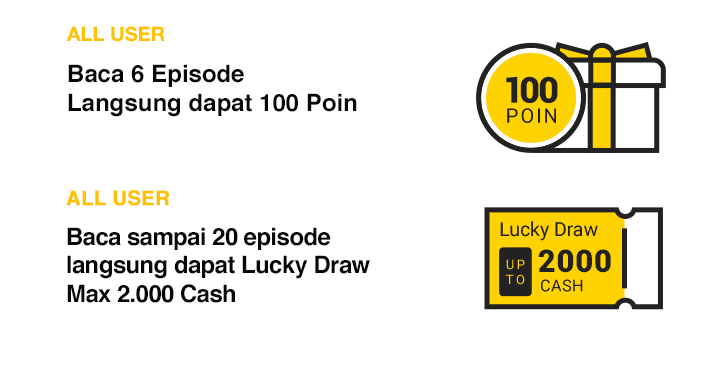 ALL USER
Baca 6 Episode
Langsung dapat 100 Poin
100
POIN
ALL USER
Baca sampai 20 episode
langsung dapat Lucky Draw
Max 2.000 Cash
Lucky Draw
UP TO
2000
CASH